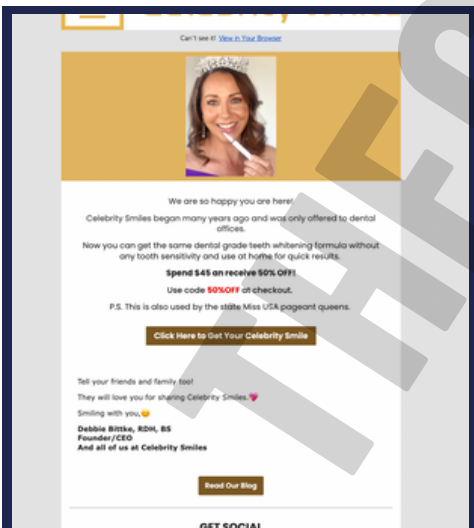 Can't see it! View in Your Browser
We are so happy you are here!
Celebrity Smiles began many years ago and was only offered to dental
offices.
Now you can get the same dental grade teeth whitening formula without
any tooth sensitivity and use at home for quick results.
Spend $45 an receive 50% OFF!
Use code 50%OFF at checkout.
P.S. This is also used by the state Miss USA pageant queens.
Click Here to Get Your Celebrity Smile
Tell your friends and family too!
They will love you for sharing Celebrity Smiles.💖
Smiling with you,😀
Debbie Bittke, RDH, BS
Founder/CEO
And all of us at Celebrity Smiles
Read Our Blog
GET SOCIAL